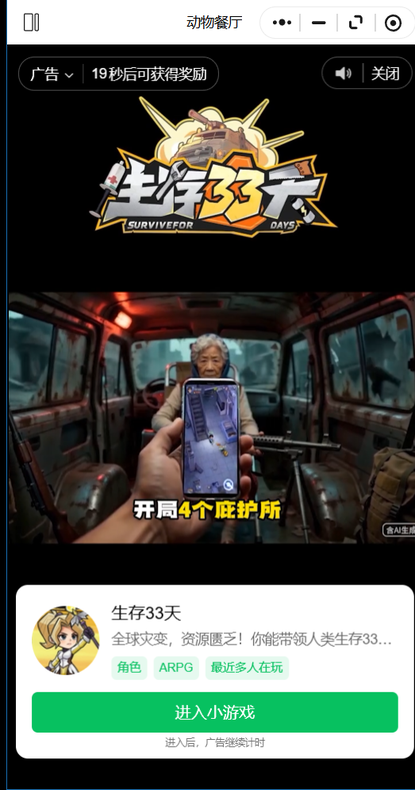 动物餐厅
广告
19秒后可获得奖励
关闭
生存33天
SURVIVE FOR DAYS
开局4个庇护所
含AI生成
生存33天
全球灾变，资源匮乏！你能带领人类生存33...
角色
ARPG
最近多人在玩
进入小游戏
进入后，广告继续计时